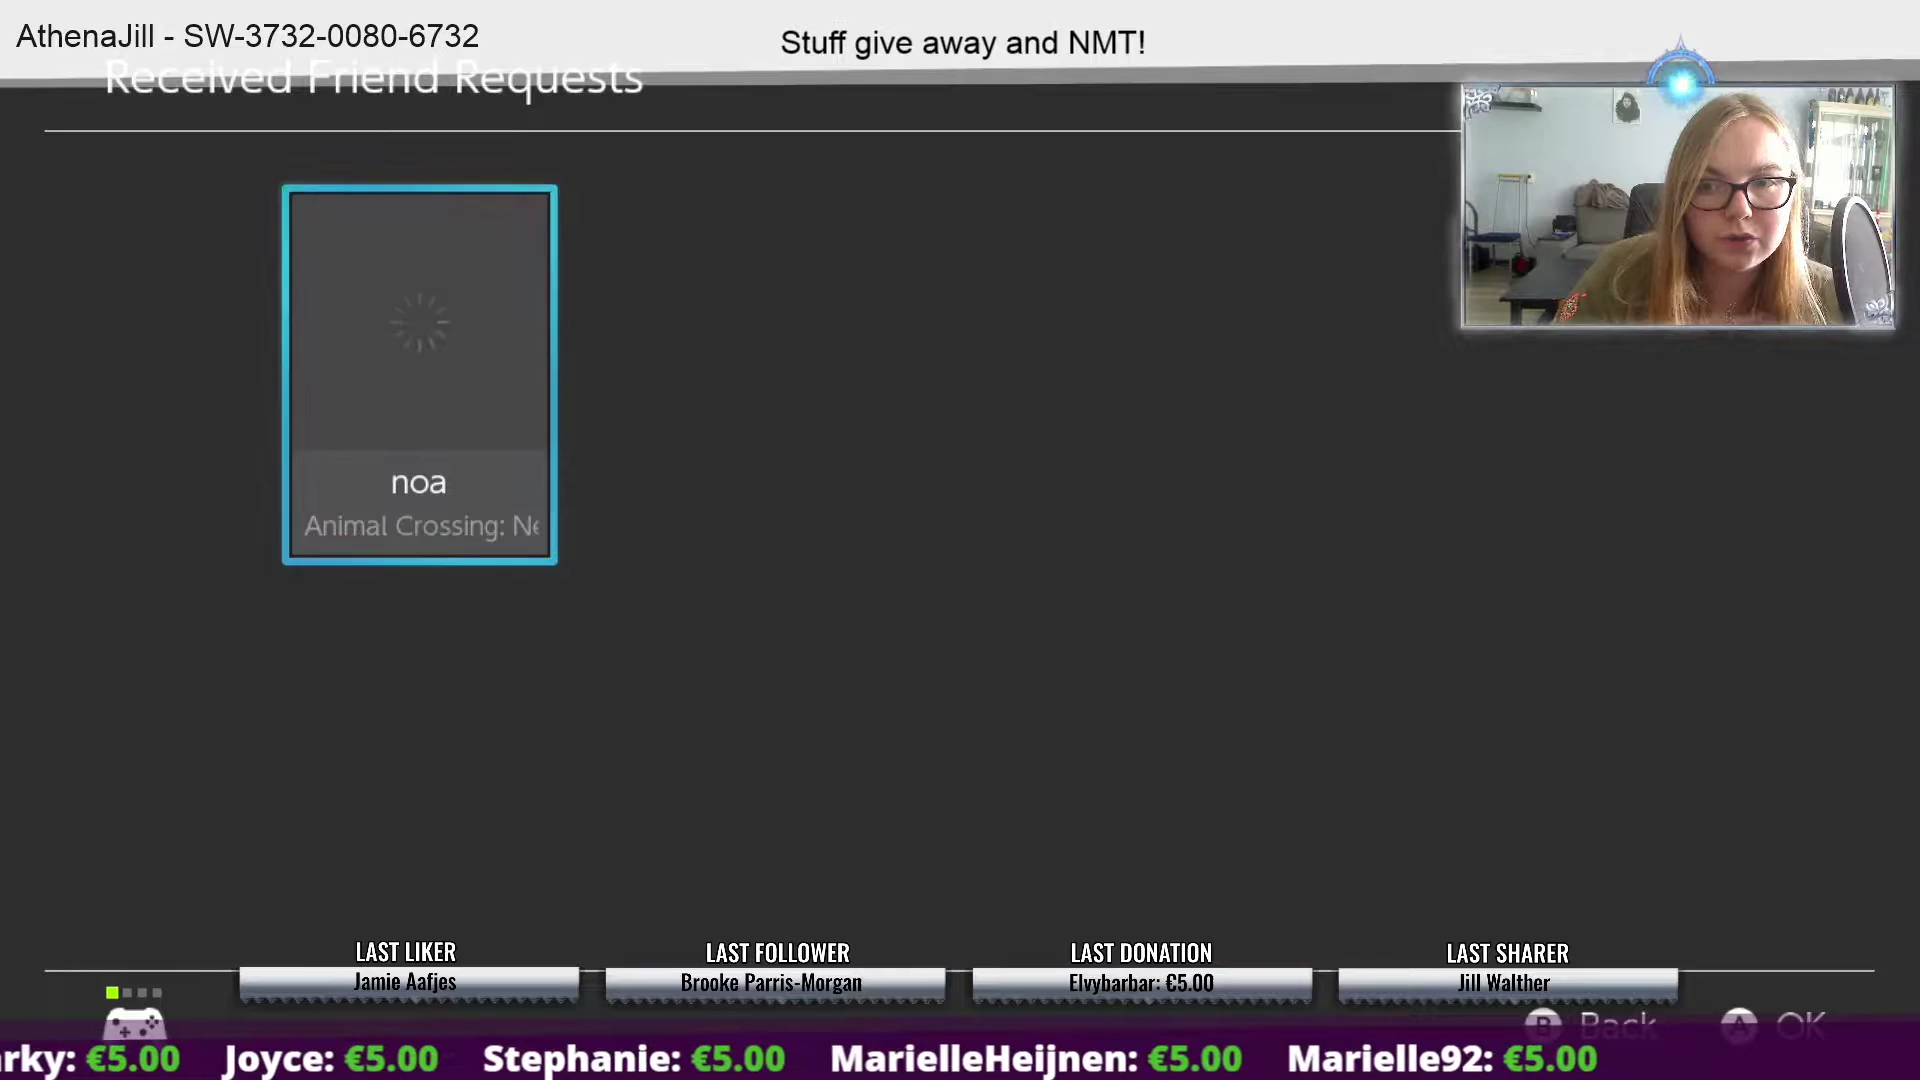 AthenaJill - SW-3732-0080-6732
Stuff give away and NMT!
Received Friend Requests
noa
Animal Crossing: Ne
LAST LIKER
Jamie Aafjes
LAST FOLLOWER
Brooke Parris-Morgan
LAST DONATION
Elvybarbar: €5.00
LAST SHARER
Jill Walther
B Back A OK
arky: €5.00 Joyce: €5.00 Stephanie: €5.00 MarielleHeijnen: €5.00 Marielle92: €5.00